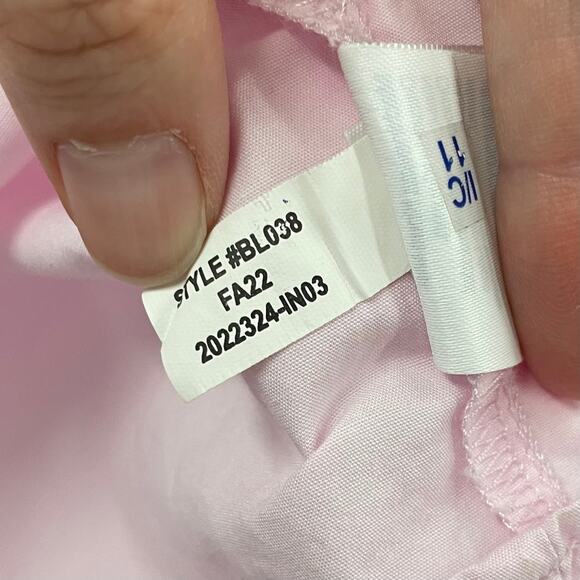 STYLE #BL038
FA22
2022324-IN03
I/C
11